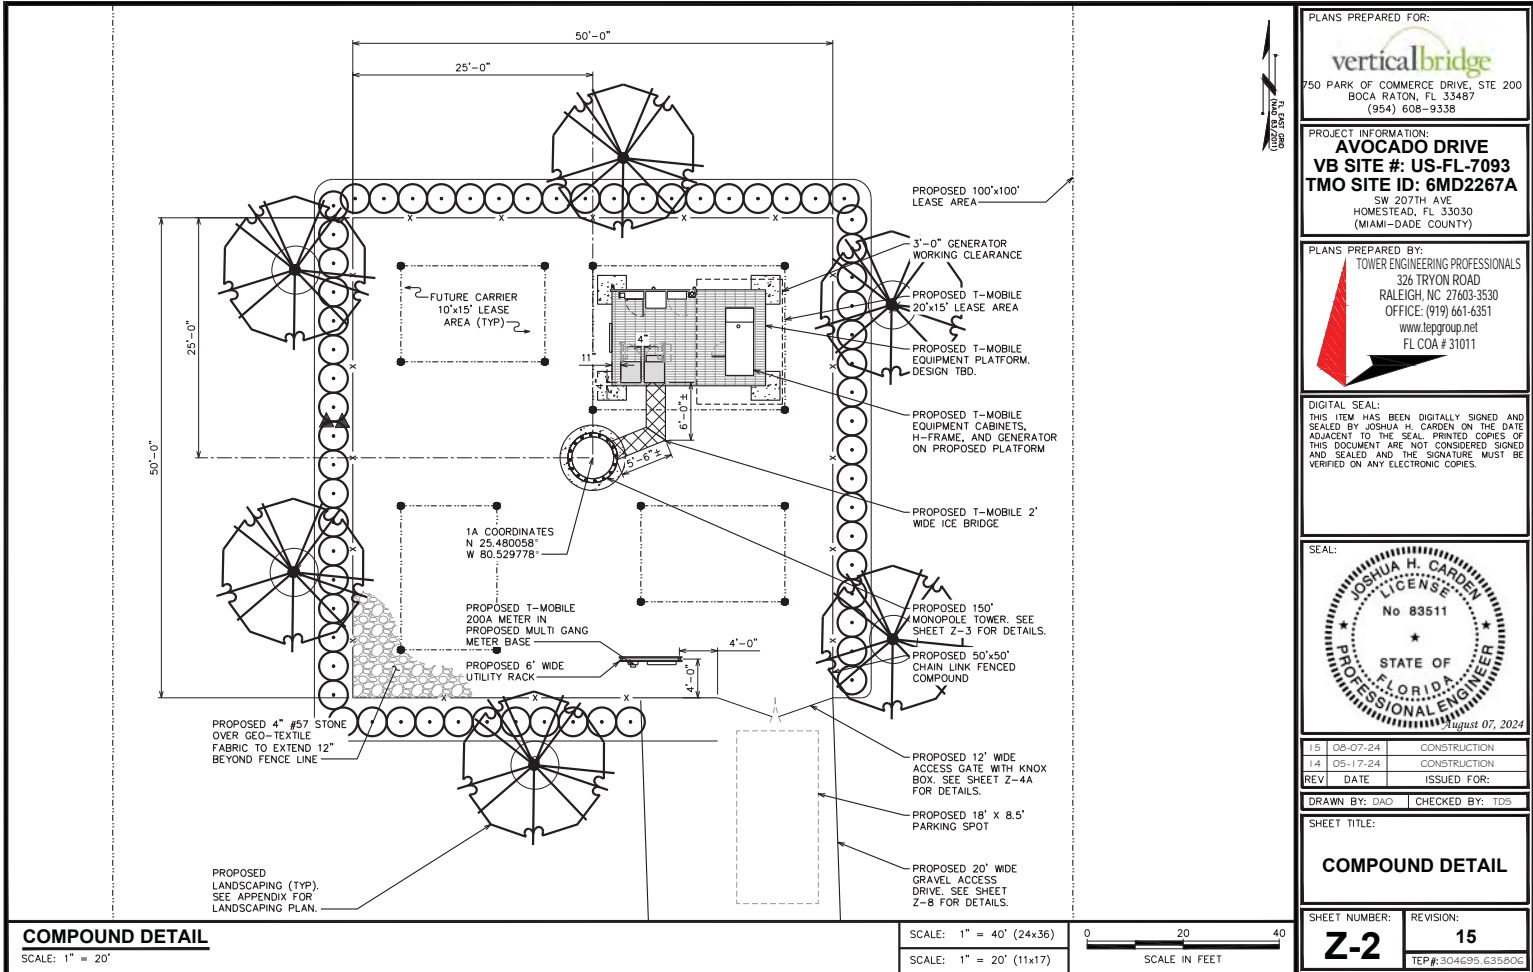 50'-0"
25'-0"
25'-0"
50'-0"
FL EAST GRID
(NAD 83/2011)
PROPOSED 100'x100'
LEASE AREA
3'-0" GENERATOR
WORKING CLEARANCE
PROPOSED T-MOBILE
20'x15' LEASE AREA
PROPOSED T-MOBILE
EQUIPMENT PLATFORM.
DESIGN TBD.
PROPOSED T-MOBILE
EQUIPMENT CABINETS,
H-FRAME, AND GENERATOR
ON PROPOSED PLATFORM
PROPOSED T-MOBILE 2'
WIDE ICE BRIDGE
PROPOSED 150'
MONOPOLE TOWER. SEE
SHEET Z-3 FOR DETAILS.
PROPOSED 50'x50'
CHAIN LINK FENCED
COMPOUND
PROPOSED 12' WIDE
ACCESS GATE WITH KNOX
BOX. SEE SHEET Z-4A
FOR DETAILS.
PROPOSED 18' X 8.5'
PARKING SPOT
PROPOSED 20' WIDE
GRAVEL ACCESS
DRIVE. SEE SHEET
Z-8 FOR DETAILS.
FUTURE CARRIER
10'x15' LEASE
AREA (TYP)
4"
11"
6'-0"±
5'-6"±
1A COORDINATES
N 25.480058°
W 80.529778°
PROPOSED T-MOBILE
200A METER IN
PROPOSED MULTI GANG
METER BASE
PROPOSED 6' WIDE
UTILITY RACK
4'-0"
4'-0"
PROPOSED 4" #57 STONE
OVER GEO-TEXTILE
FABRIC TO EXTEND 12"
BEYOND FENCE LINE
PROPOSED
LANDSCAPING (TYP).
SEE APPENDIX FOR
LANDSCAPING PLAN.
COMPOUND DETAIL
SCALE: 1" = 20'
SCALE: 1" = 40' (24x36)
SCALE: 1" = 20' (11x17)
0 20 40
SCALE IN FEET
PLANS PREPARED FOR:
verticalbridge
750 PARK OF COMMERCE DRIVE, STE 200
BOCA RATON, FL 33487
(954) 608-9338
PROJECT INFORMATION:
AVOCADO DRIVE
VB SITE #: US-FL-7093
TMO SITE ID: 6MD2267A
SW 207TH AVE
HOMESTEAD, FL 33030
(MIAMI-DADE COUNTY)
PLANS PREPARED BY:
TOWER ENGINEERING PROFESSIONALS
326 TRYON ROAD
RALEIGH, NC 27603-3530
OFFICE: (919) 661-6351
www.tepgroup.net
FL COA # 31011
DIGITAL SEAL:
THIS ITEM HAS BEEN DIGITALLY SIGNED AND
SEALED BY JOSHUA H. CARDEN ON THE DATE
ADJACENT TO THE SEAL. PRINTED COPIES OF
THIS DOCUMENT ARE NOT CONSIDERED SIGNED
AND SEALED AND THE SIGNATURE MUST BE
VERIFIED ON ANY ELECTRONIC COPIES.
SEAL:
JOSHUA H. CARDEN
LICENSE
No 83511
STATE OF
FLORIDA
PROFESSIONAL ENGINEER
August 07, 2024
15 08-07-24 CONSTRUCTION
14 05-17-24 CONSTRUCTION
REV DATE ISSUED FOR:
DRAWN BY: DAO CHECKED BY: TDS
SHEET TITLE:
COMPOUND DETAIL
SHEET NUMBER:
Z-2
REVISION:
15
TEP#: 304695.635806